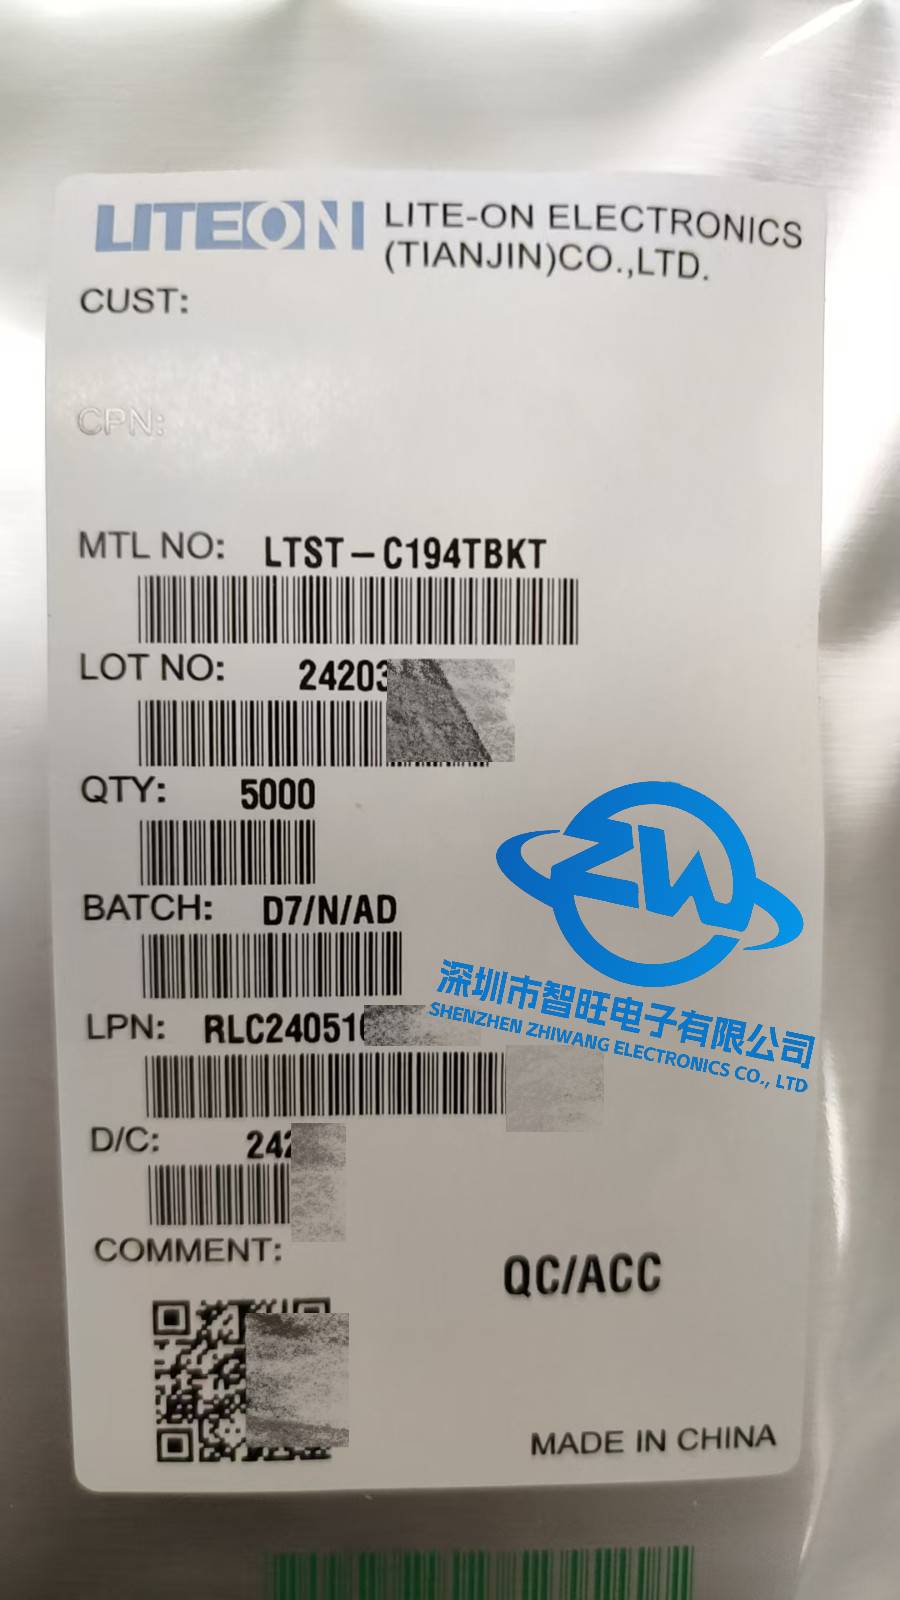 LITEON
LITE-ON ELECTRONICS
(TIANJIN)CO.,LTD.
CUST:
CPN:
MTL NO: LTST-C194TBKT
LOT NO: 24203
QTY: 5000
BATCH: D7/N/AD
ZW
深圳市智旺电子有限公司
SHENZHEN ZHIWANG ELECTRONICS CO., LTD
LPN: RLC24051
D/C: 242
COMMENT:
QC/ACC
MADE IN CHINA